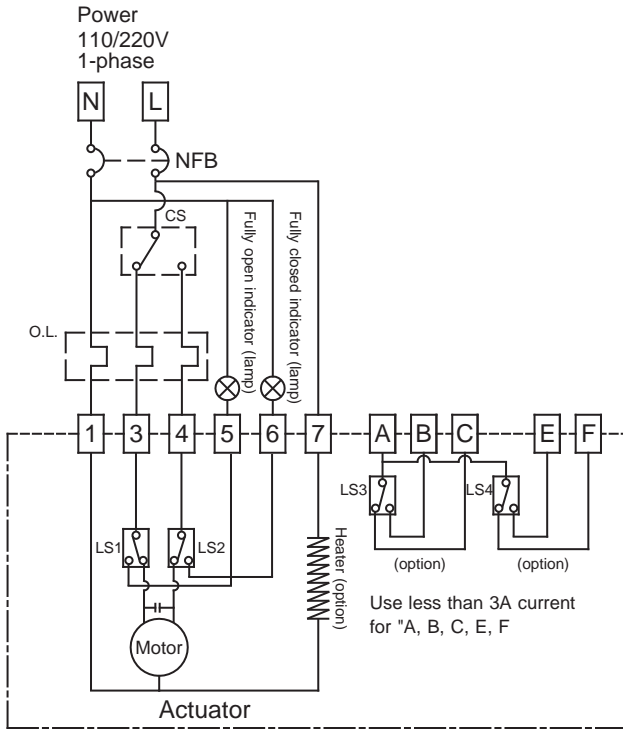 Power
110/220V
1-phase
N
L
NFB
CS
Fully open indicator (lamp)
Fully closed indicator (lamp)
O.L.
1
3
4
5
6
7
A
B
C
E
F
LS3
LS4
LS1
LS2
Heater (option)
(option)
(option)
Use less than 3A current
for "A, B, C, E, F
Motor
Actuator